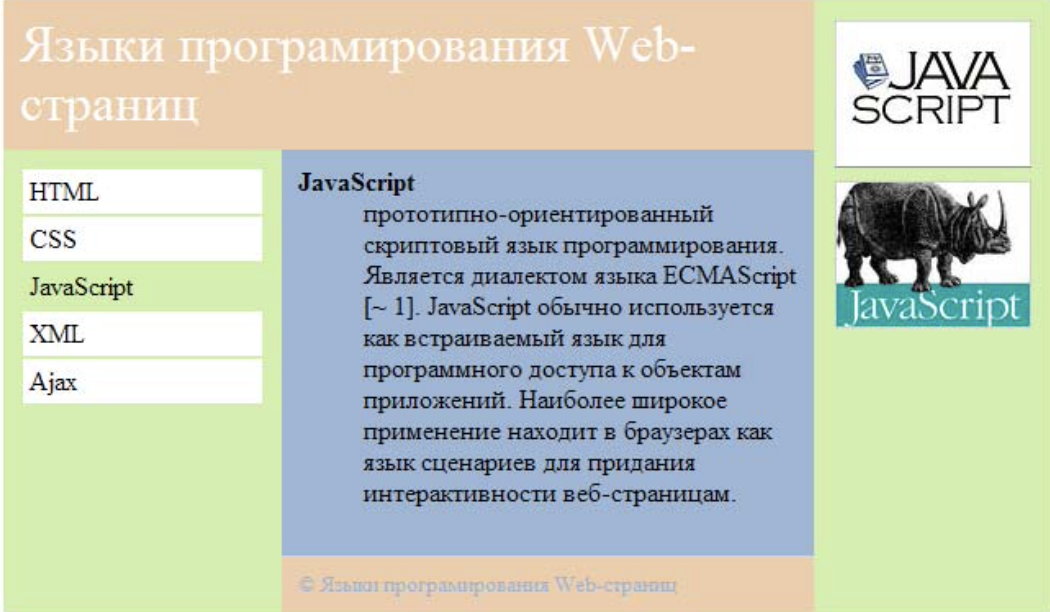 Языки програмирования Web-
страниц
HTML
CSS
JavaScript
XML
Ajax
JavaScript
прототипно-ориентированный
скриптовый язык программирования.
Является диалектом языка ECMAScript
[~ 1]. JavaScript обычно используется
как встраиваемый язык для
программного доступа к объектам
приложений. Наиболее широкое
применение находит в браузерах как
язык сценариев для придания
интерактивности веб-страницам.
© Языки програмирования Web-страниц
JAVA
SCRIPT
JavaScript